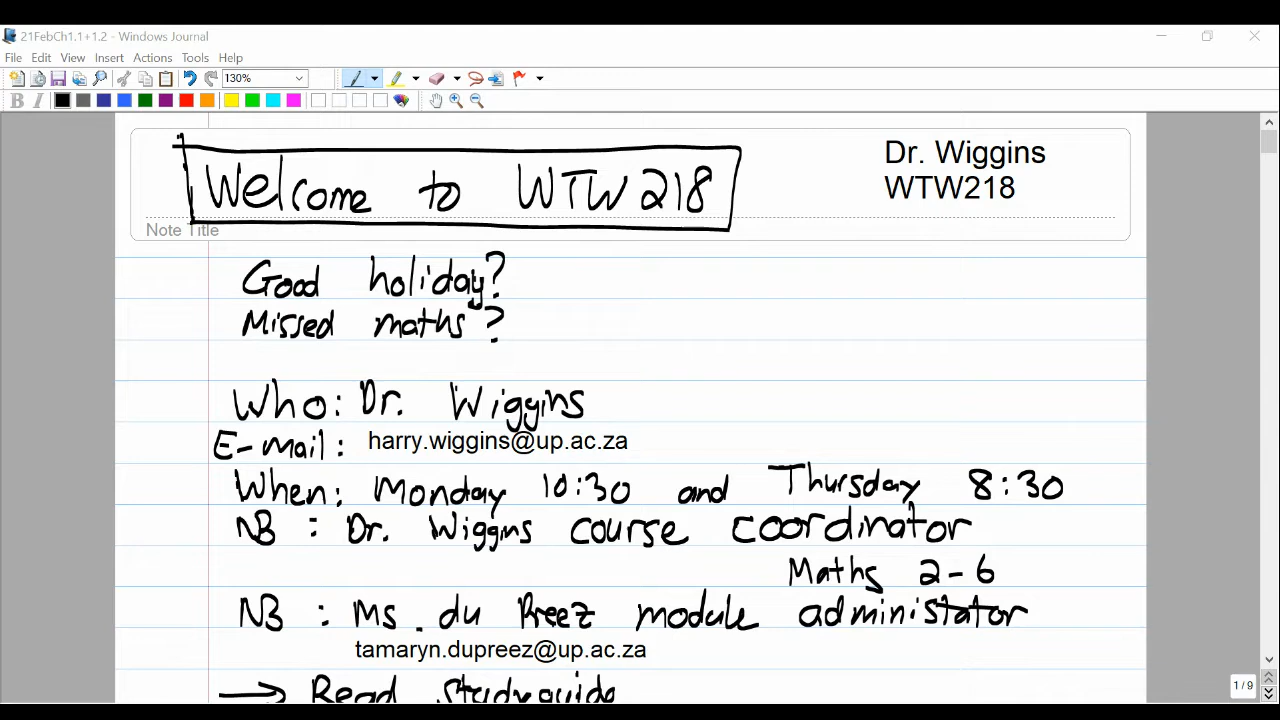 21FebCh1.1+1.2 - Windows Journal
File Edit View Insert Actions Tools Help
130%
B I
Welcome to WTW218
Dr. Wiggins
WTW218
Note Title
Good holiday?
Missed maths?
Who: Dr. Wiggins
E-mail: harry.wiggins@up.ac.za
When: Monday 10:30 and Thursday 8:30
NB : Dr. Wiggins course coordinator
Maths 2-6
NB : Ms. du Preez module administator
tamaryn.dupreez@up.ac.za
→ Read studyguide
1 / 9